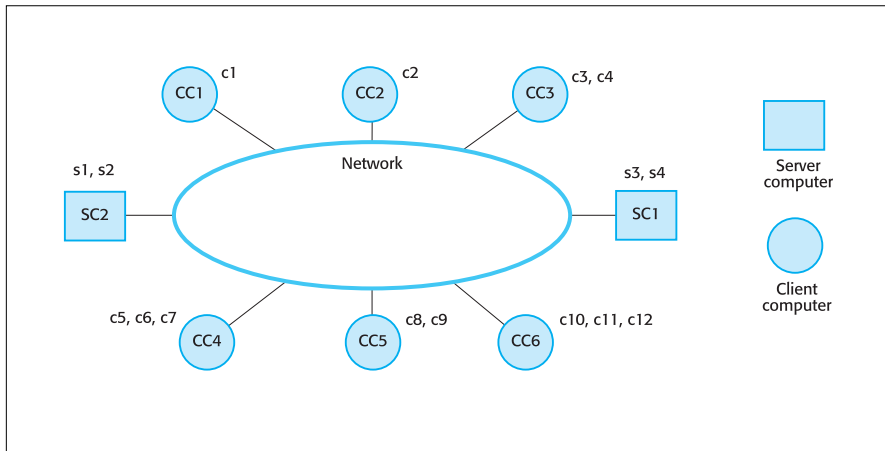 c1
CC1
c2
CC2
c3, c4
CC3
Network
s1, s2
SC2
s3, s4
SC1
c5, c6, c7
CC4
c8, c9
CC5
c10, c11, c12
CC6
Server
computer
Client
computer